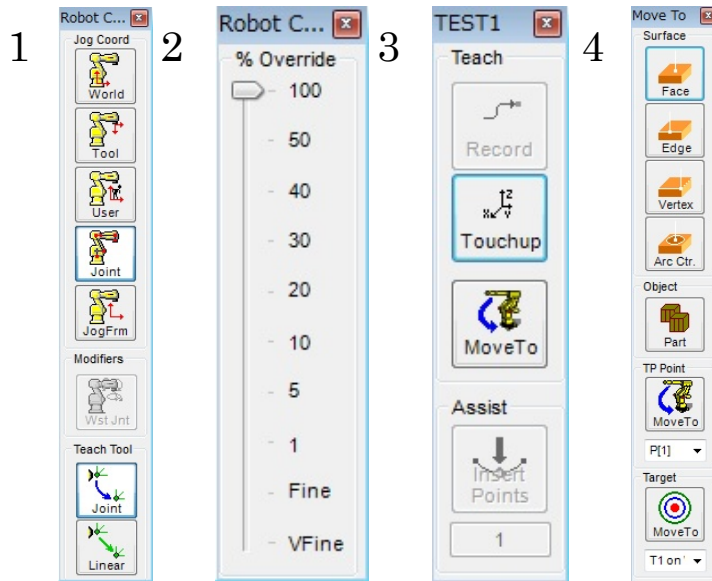 1
Robot C...
Jog Coord
World
Tool
User
Joint
JogFrm
Modifiers
Wst Jnt
Teach Tool
Joint
Linear
2
Robot C...
% Override
100
50
40
30
20
10
5
1
Fine
VFine
3
TEST1
Teach
Record
Touchup
MoveTo
Assist
Insert
Points
1
4
Move To
Surface
Face
Edge
Vertex
Arc Ctr.
Object
Part
TP Point
MoveTo
P[1]
Target
MoveTo
T1 on'